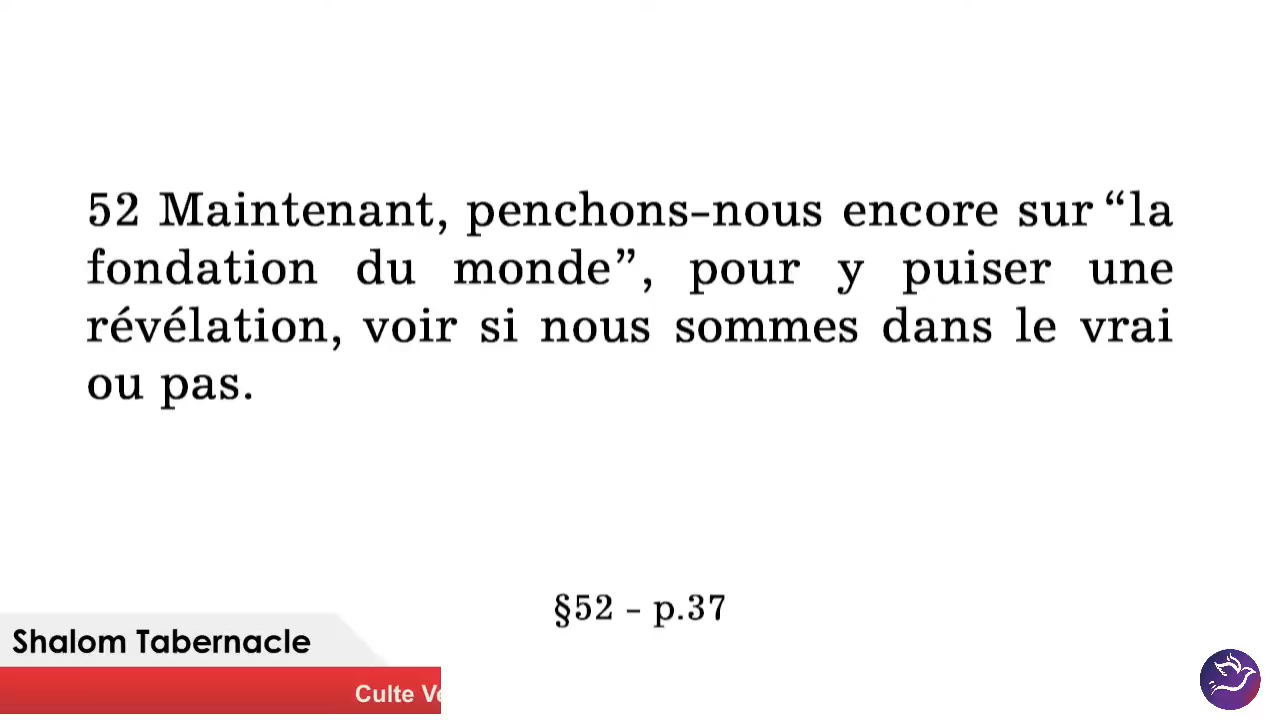 52 Maintenant, penchons-nous encore sur “la
fondation du monde”, pour y puiser une
révélation, voir si nous sommes dans le vrai
ou pas.
§52 - p.37
Shalom Tabernacle
Culte